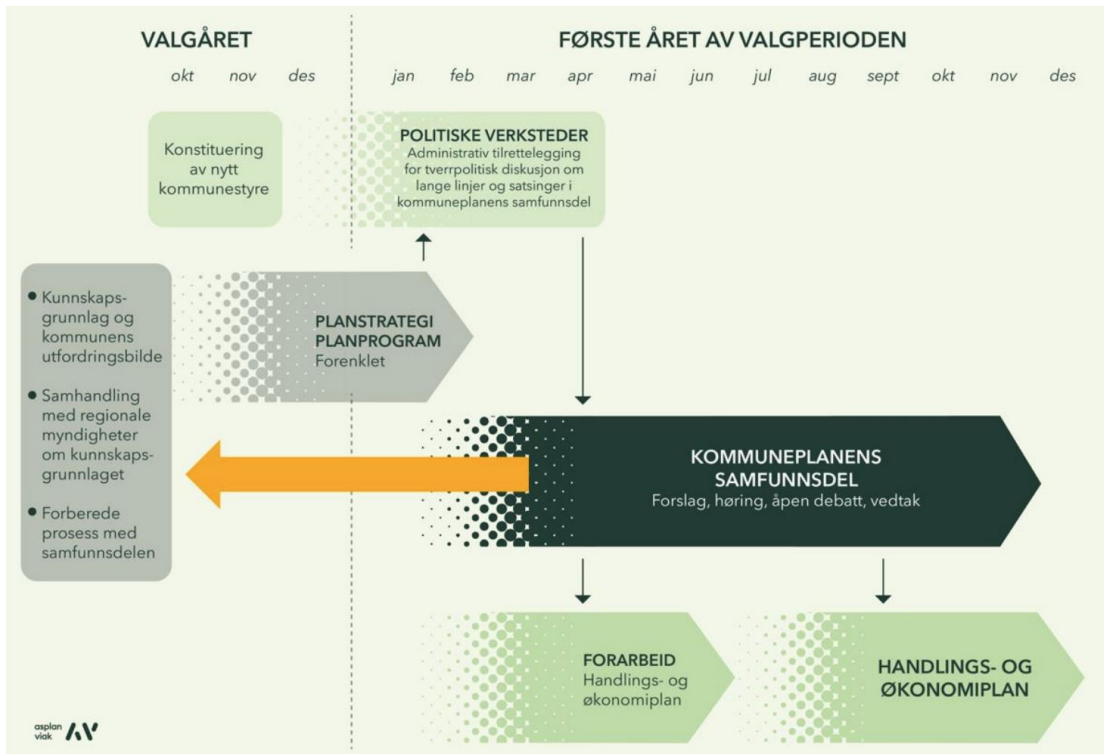 VALGÅRET
FØRSTE ÅRET AV VALGPERIODEN
okt nov des jan feb mar apr mai jun jul aug sept okt nov des
Konstituering
av nytt
kommunestyre
POLITISKE VERKSTEDER
Administrativ tilrettelegging
for tverrpolitisk diskusjon om
lange linjer og satsinger i
kommuneplanens samfunnsdel
• Kunnskaps-
grunnlag og
kommunens
utfordringsbilde
• Samhandling
med regionale
myndigheter
om kunnskaps-
grunnlaget
• Forberede
prosess med
samfunnsdelen
PLANSTRATEGI
PLANPROGRAM
Forenklet
KOMMUNEPLANENS
SAMFUNNSDEL
Forslag, høring, åpen debatt, vedtak
FORARBEID
Handlings- og
økonomiplan
HANDLINGS- OG
ØKONOMIPLAN
asplan
viak